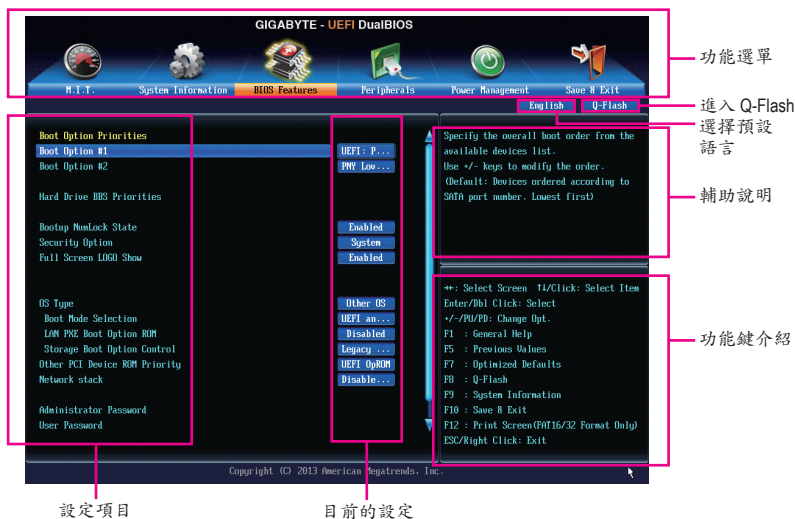 GIGABYTE - UEFI DualBIOS
M.I.T. System Information BIOS Features Peripherals Power Management Save & Exit
功能選單
English Q-Flash
進入 Q-Flash
選擇預設
語言
Boot Option Priorities
Boot Option #1 UEFI: P...
Boot Option #2 PNY Lov...
Hard Drive BBS Priorities
Bootup NumLock State Enabled
Security Option System
Full Screen LOGO Show Enabled
OS Type Other OS
Boot Mode Selection UEFI an...
LAN PXE Boot Option ROM Disabled
Storage Boot Option Control Legacy ...
Other PCI Device ROM Priority UEFI OpROM
Network stack Disable...
Administrator Password
User Password
Specify the overall boot order from the
available devices list.
Use +/- keys to modify the order.
(Default: Devices ordered according to
SATA port number. Lowest first)
輔助說明
→←: Select Screen ↑↓/Click: Select Item
Enter/Dbl Click: Select
+/-/PU/PD: Change Opt.
F1 : General Help
F5 : Previous Values
F7 : Optimized Defaults
F8 : Q-Flash
F9 : System Information
F10 : Save & Exit
F12 : Print Screen(FAT16/32 Format Only)
ESC/Right Click: Exit
功能鍵介紹
Copyright (C) 2013 American Megatrends, Inc.
設定項目
目前的設定